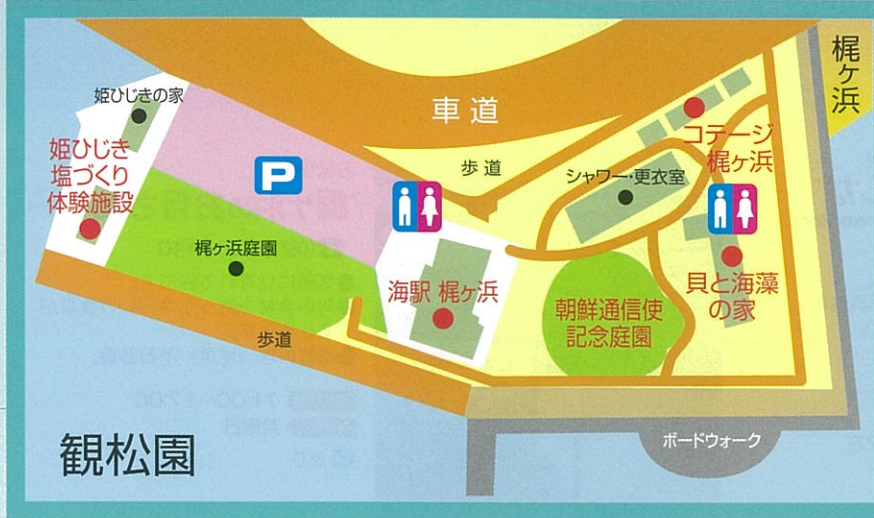 梶ヶ浜
姫ひじきの家
車道
コテージ
梶ヶ浜
姫ひじき
塩づくり
体験施設
P
歩道
シャワー・更衣室
梶ヶ浜庭園
海駅 梶ヶ浜
朝鮮通信使
記念庭園
貝と海藻
の家
歩道
観松園
ボードウォーク